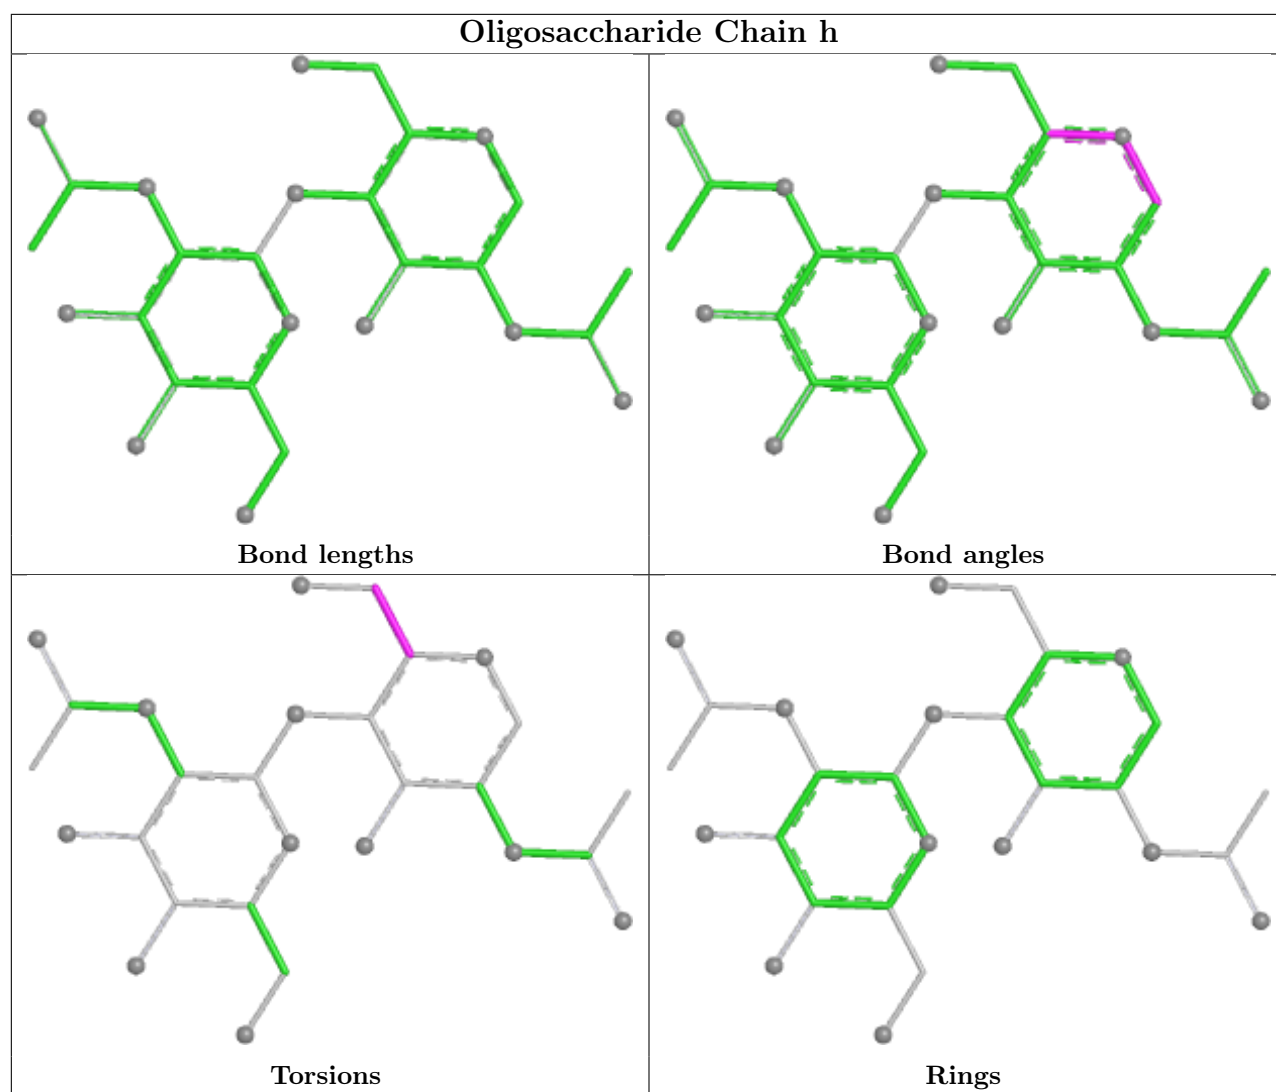 Oligosaccharide Chain h
Bond lengths
Bond angles
Torsions
Rings